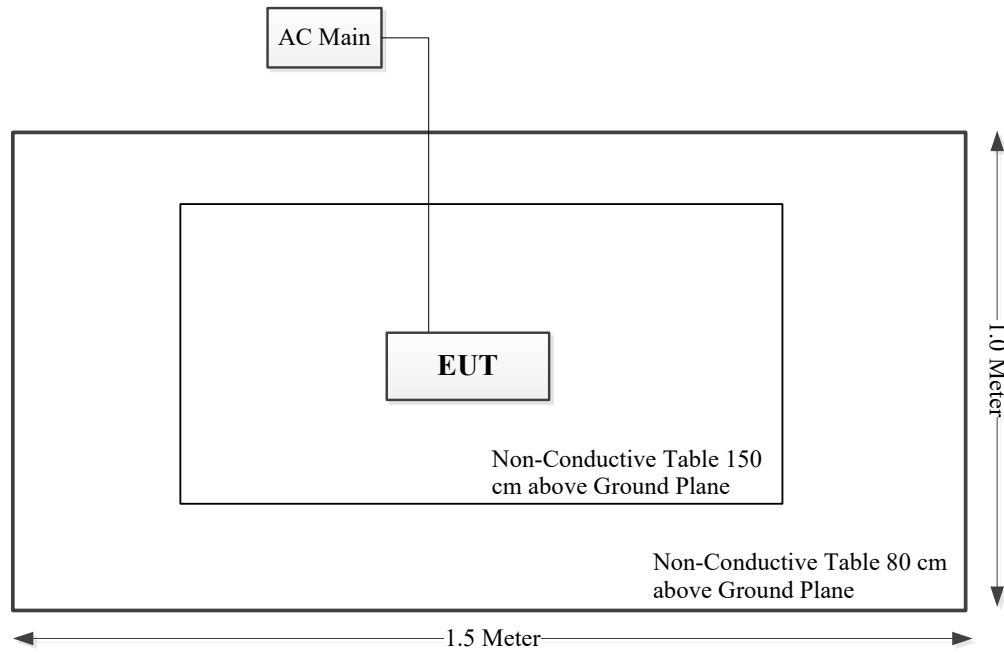 AC Main
EUT
Non-Conductive Table 150
cm above Ground Plane
Non-Conductive Table 80 cm
above Ground Plane
1.0 Meter
1.5 Meter